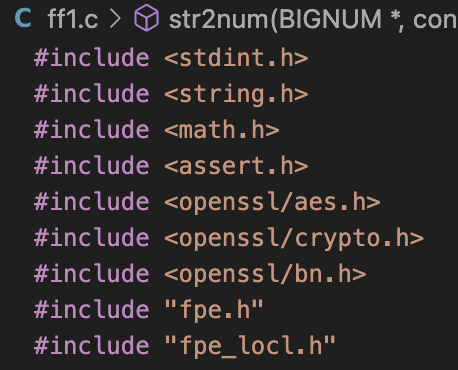 C ff1.c > str2num(BIGNUM *, con
#include <stdint.h>
#include <string.h>
#include <math.h>
#include <assert.h>
#include <openssl/aes.h>
#include <openssl/crypto.h>
#include <openssl/bn.h>
#include "fpe.h"
#include "fpe_locl.h"